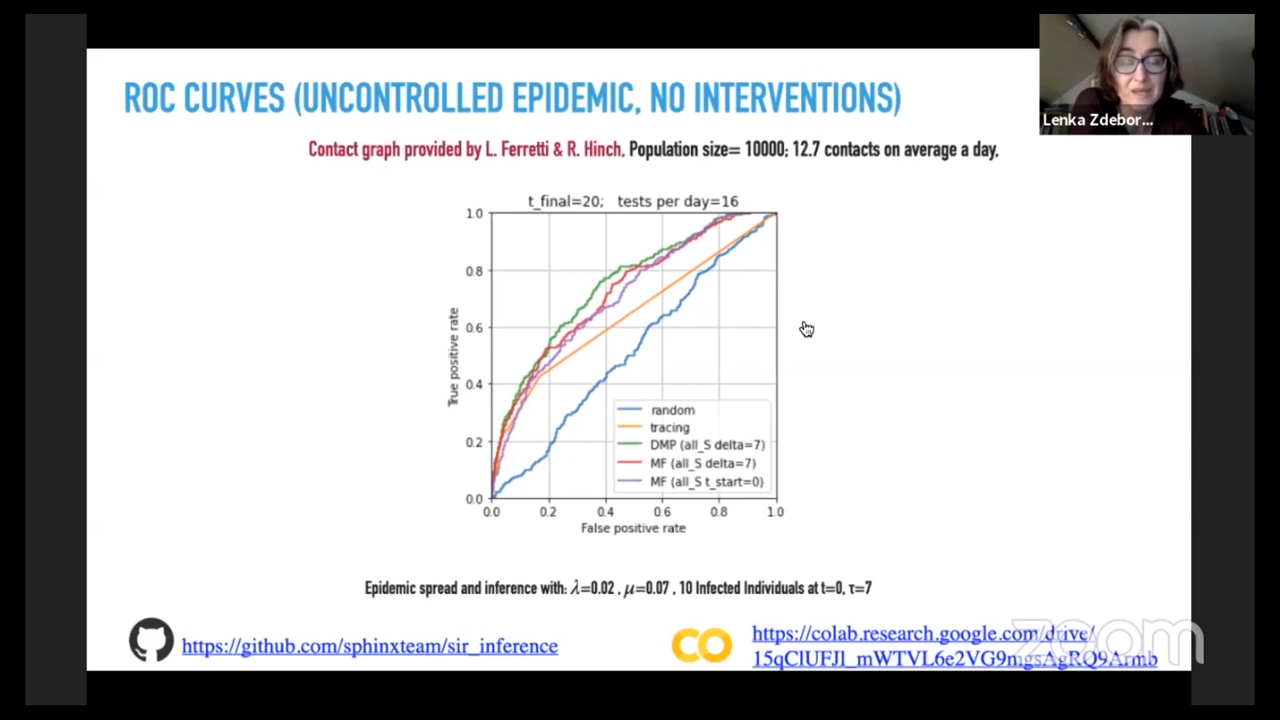 ROC CURVES (UNCONTROLLED EPIDEMIC, NO INTERVENTIONS)
Lenka Zdebor...
Contact graph provided by L. Ferretti & R. Hinch, Population size= 10000; 12.7 contacts on average a day,
t_final=20; tests per day=16
1.0
0.8
0.6
0.4
0.2
0.0
True positive rate
random
tracing
DMP (all_S delta=7)
MF (all_S delta=7)
MF (all_S t_start=0)
0.0 0.2 0.4 0.6 0.8 1.0
False positive rate
Epidemic spread and inference with: λ=0.02 , μ=0.07 , 10 Infected Individuals at t=0, τ=7
https://github.com/sphinxteam/sir_inference
https://colab.research.google.com/drive/
zoom